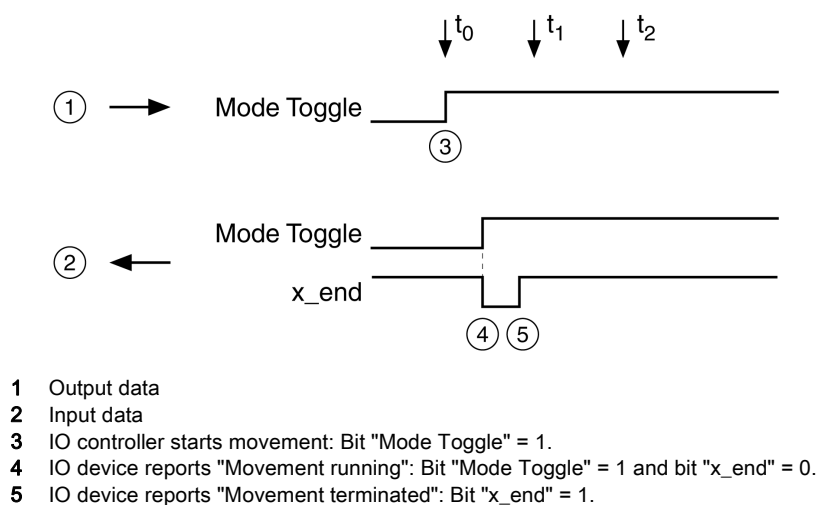 t0 t1 t2
1 Mode Toggle
3
Mode Toggle
2
x_end
4 5
1 Output data
2 Input data
3 IO controller starts movement: Bit "Mode Toggle" = 1.
4 IO device reports "Movement running": Bit "Mode Toggle" = 1 and bit "x_end" = 0.
5 IO device reports "Movement terminated": Bit "x_end" = 1.